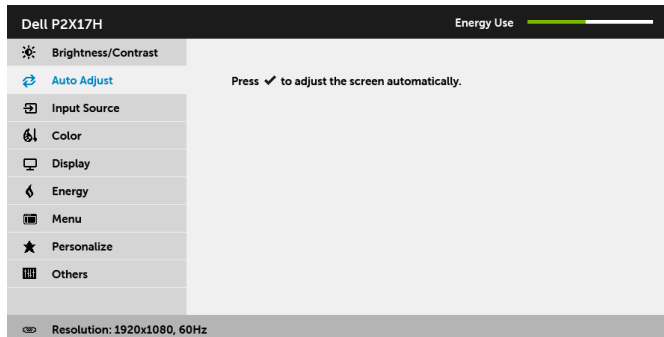 Dell P2X17H
Energy Use
Brightness/Contrast
Auto Adjust
Press ✔ to adjust the screen automatically.
Input Source
Color
Display
Energy
Menu
Personalize
Others
Resolution: 1920x1080, 60Hz